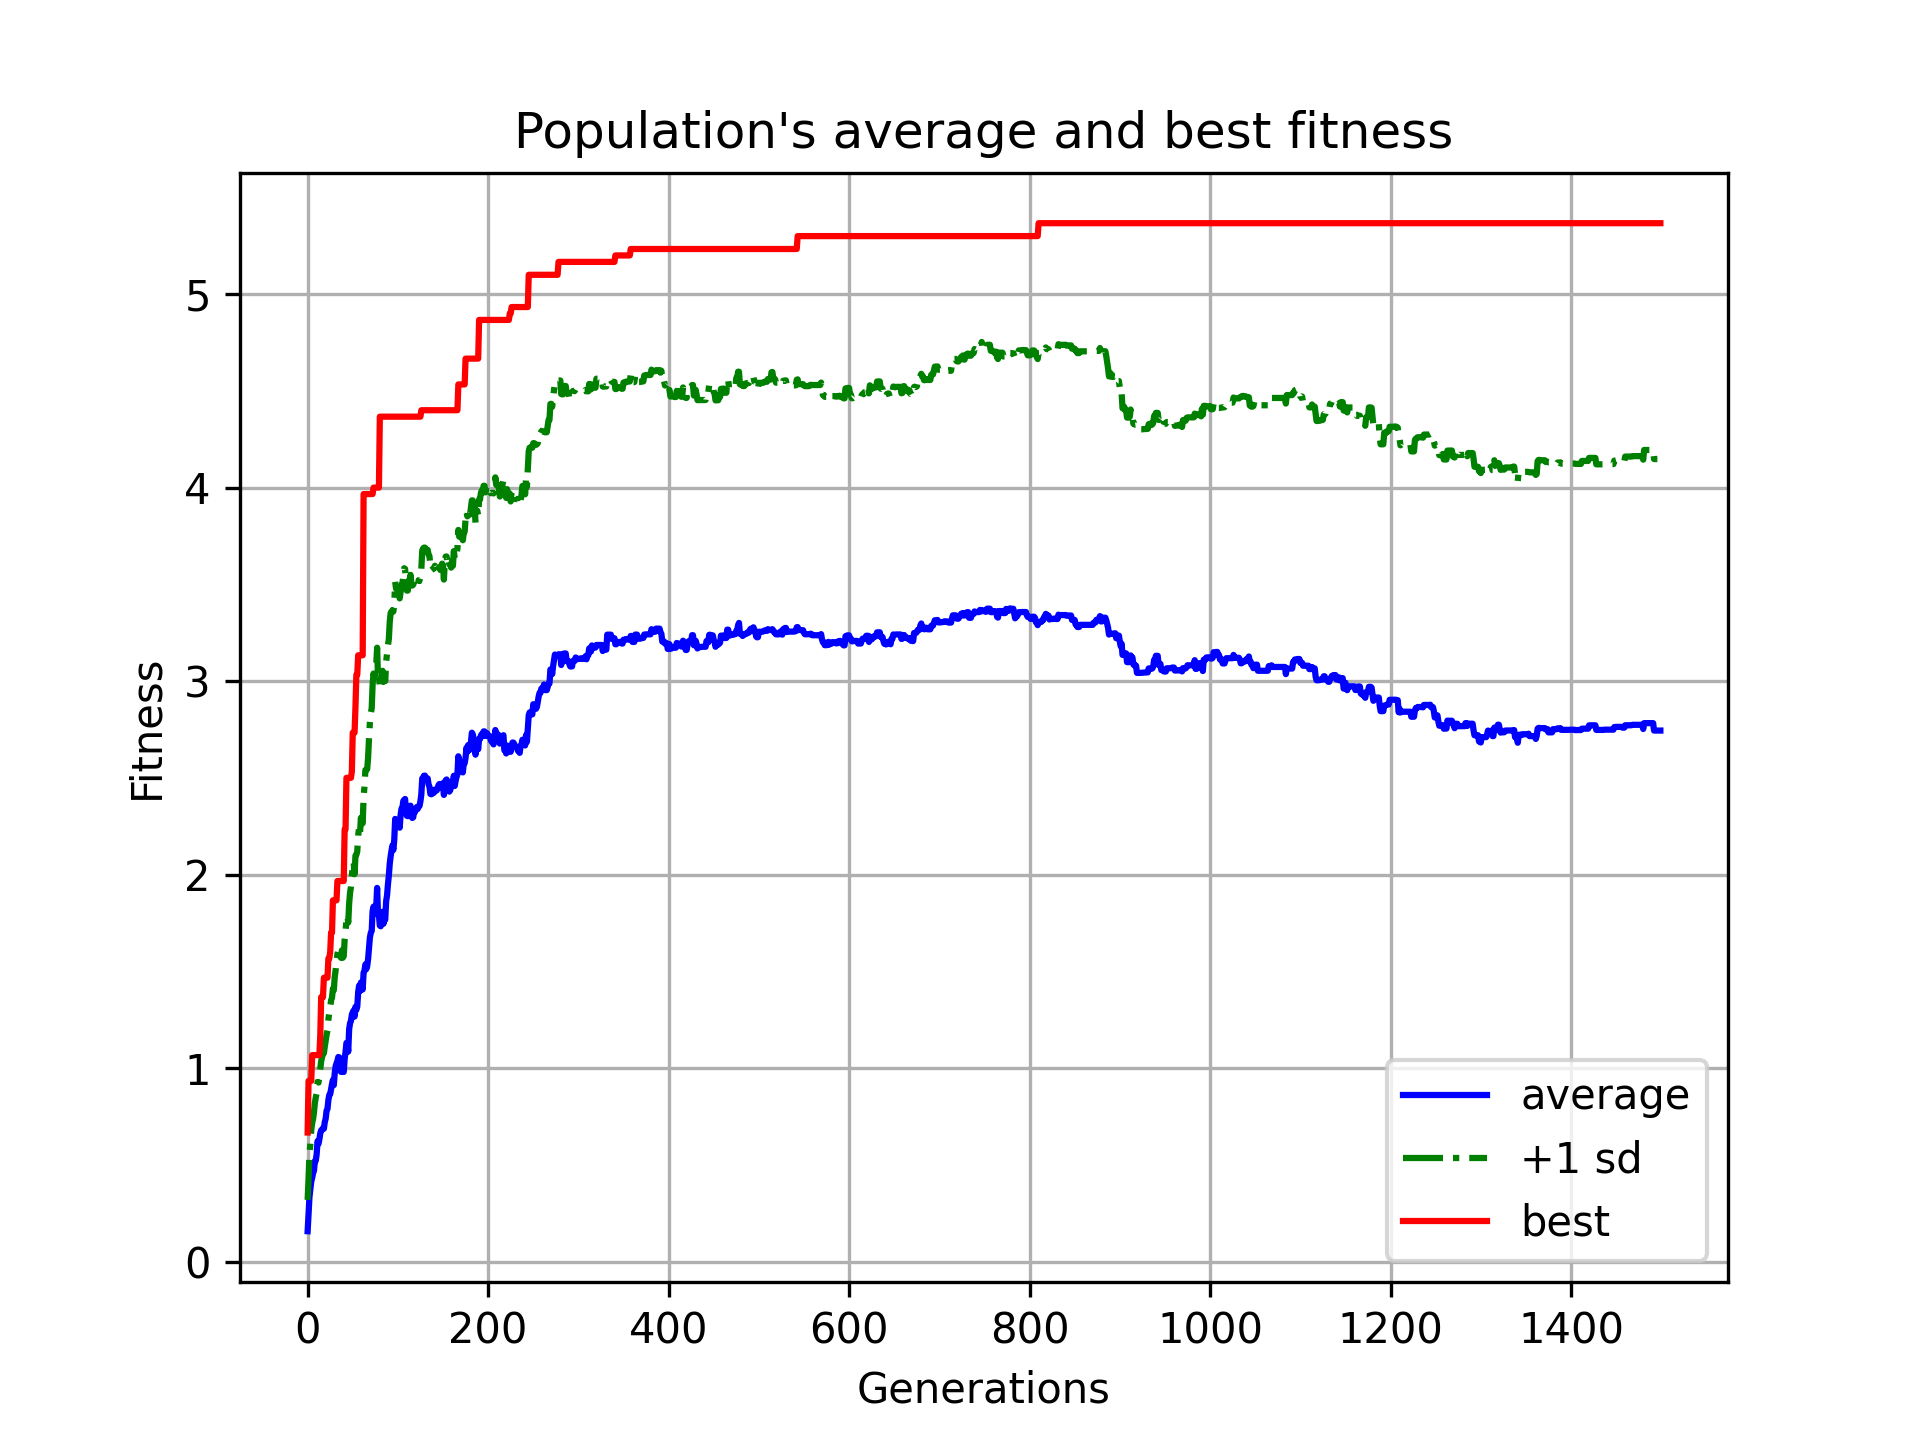 Population's average and best fitness
Fitness
5
4
3
2
1
0
0 200 400 600 800 1000 1200 1400
Generations
average
+1 sd
best